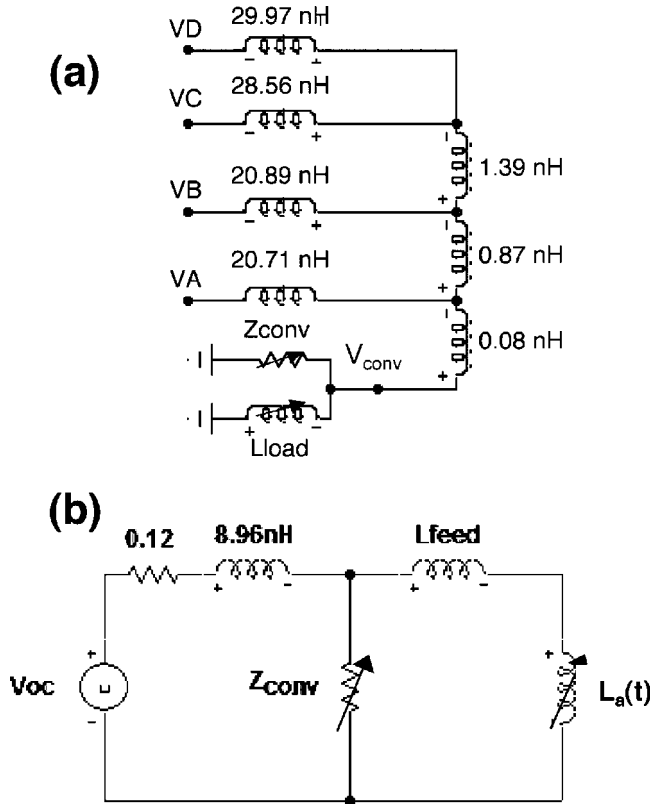 (a)
VD
29.97 nH
VC
28.56 nH
1.39 nH
VB
20.89 nH
0.87 nH
VA
20.71 nH
0.08 nH
Zconv
Vconv
Lload
(b)
0.12
8.96nH
Lfeed
Voc
Zconv
La(t)